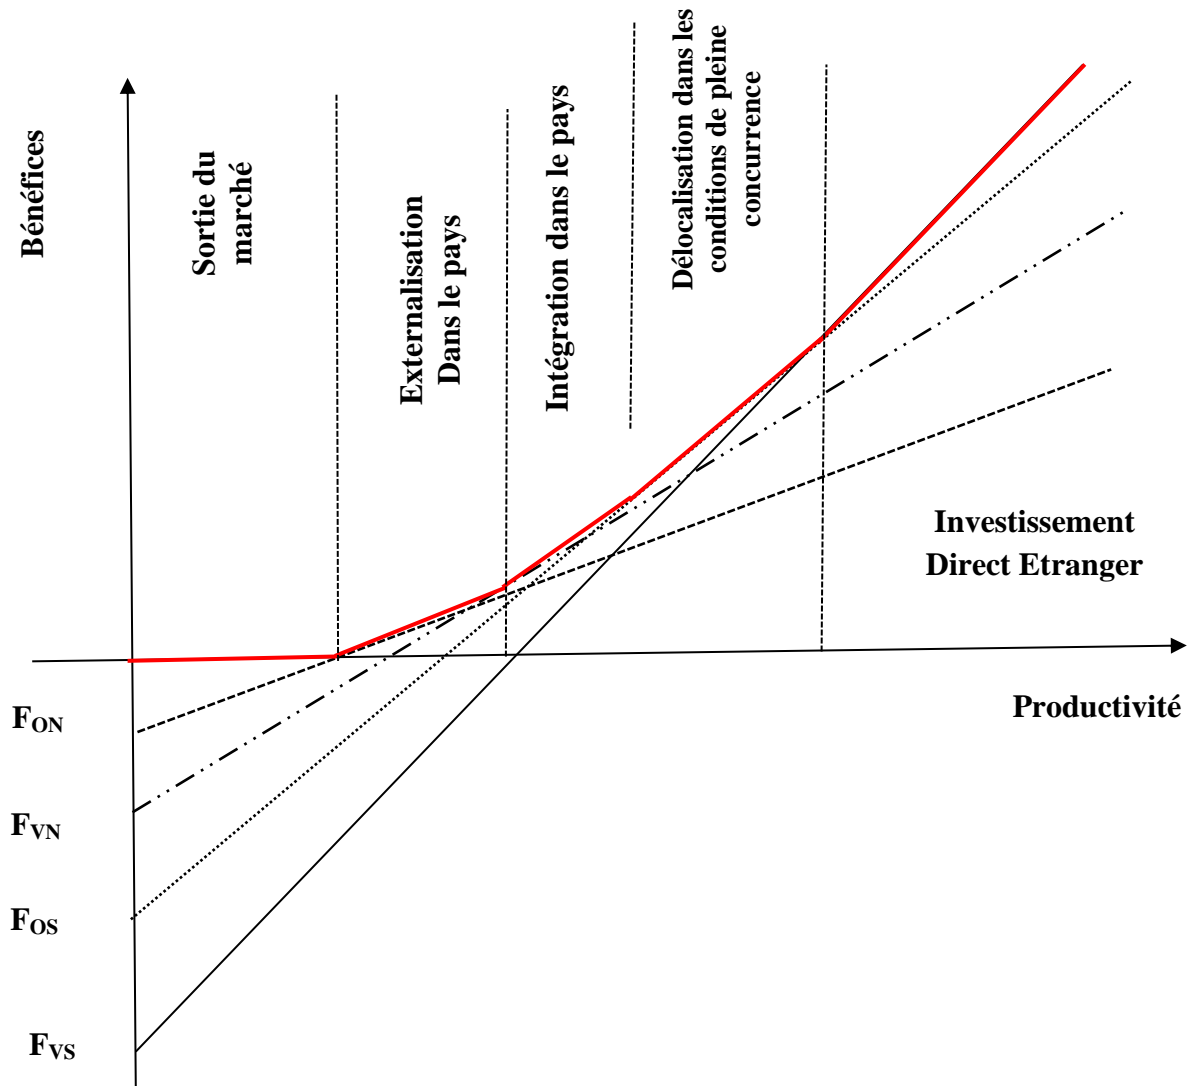 Bénéfices
Sortie du
marché
Externalisation
Dans le pays
Intégration dans le pays
Délocalisation dans les
conditions de pleine
concurrence
Investissement
Direct Etranger
Productivité
FON
FVN
FOS
FVS